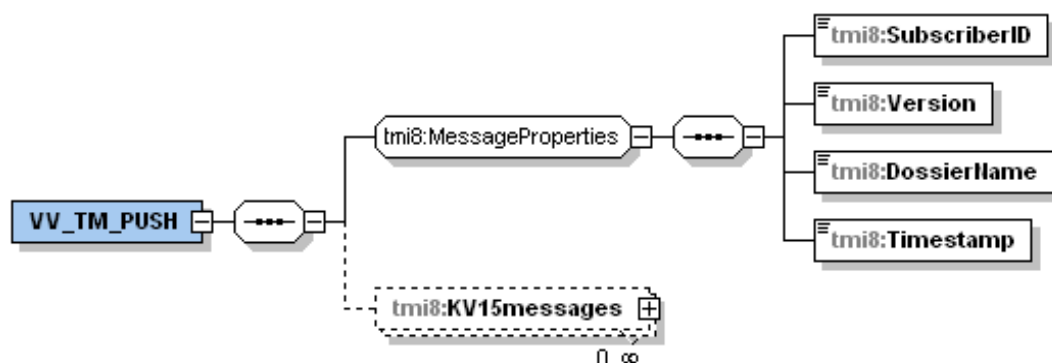 tmi8:SubscriberID
tmi8:Version
tmi8:MessageProperties
tmi8:DossierName
VV_TM_PUSH
tmi8:Timestamp
tmi8:KV15messages
0..∞